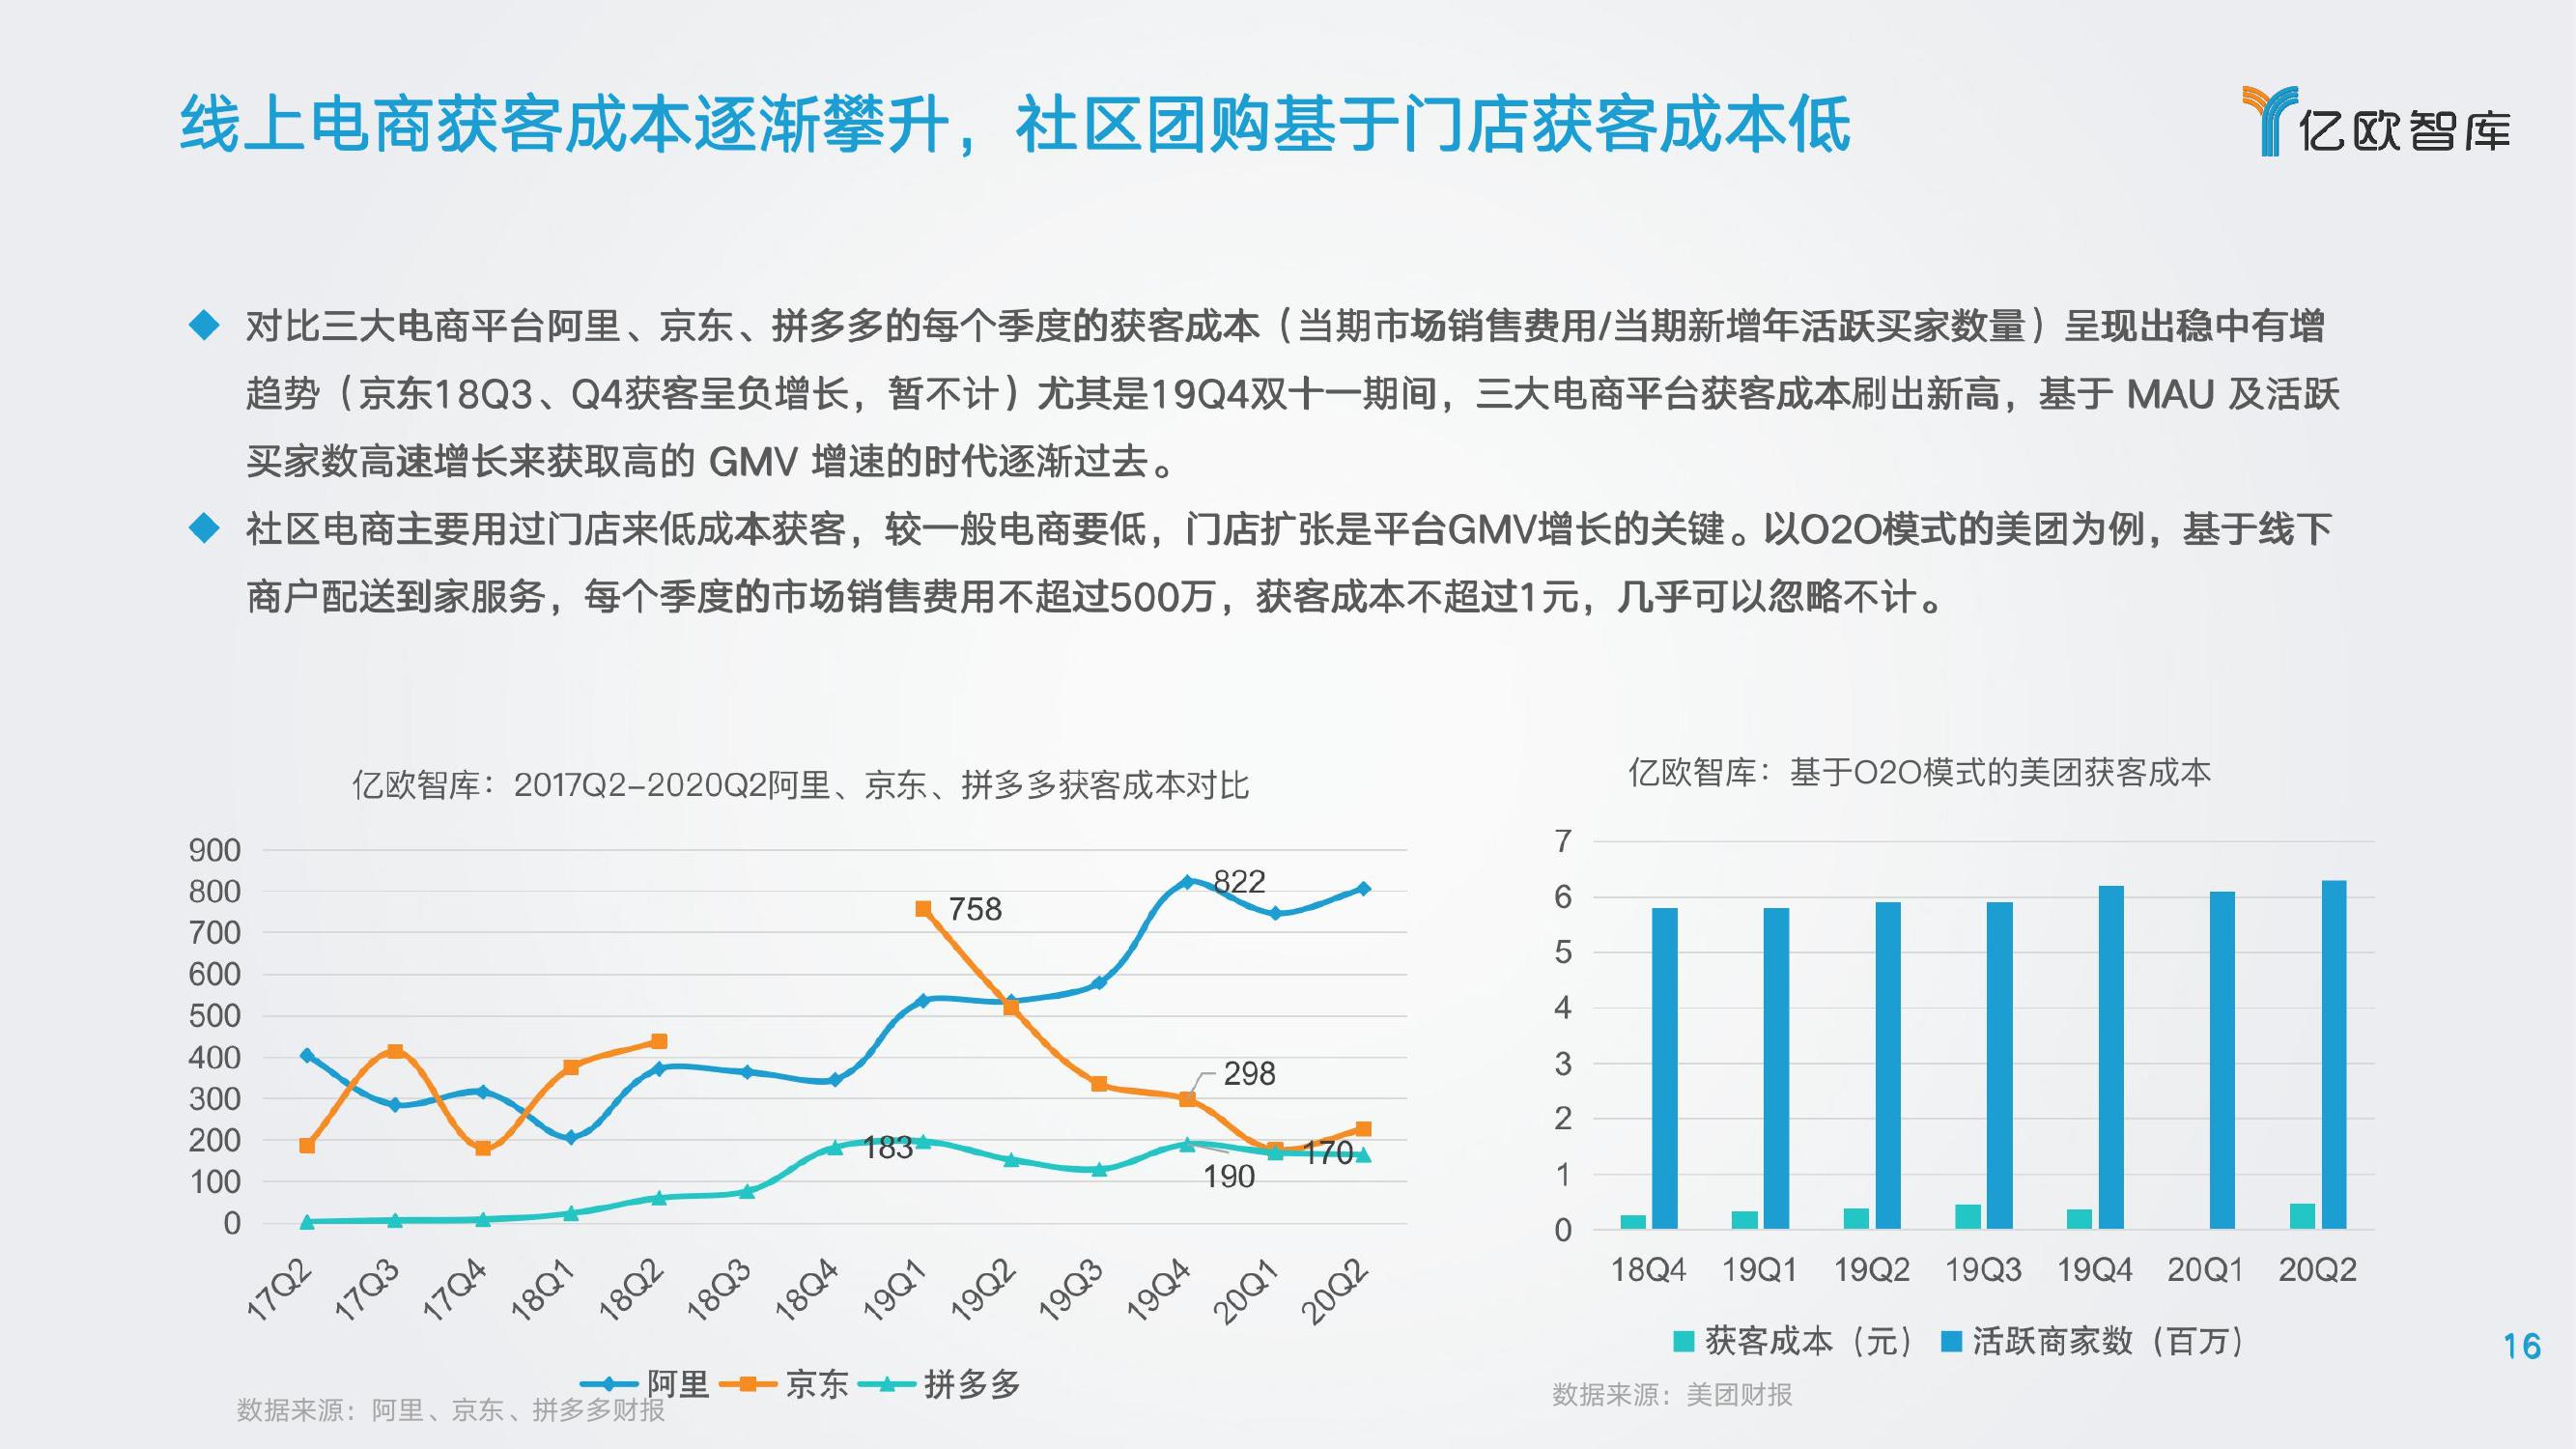 线上电商获客成本逐渐攀升，社区团购基于门店获客成本低
亿欧智库
对比三大电商平台阿里、京东、拼多多的每个季度的获客成本（当期市场销售费用/当期新增年活跃买家数量）呈现出稳中有增
趋势（京东18Q3、Q4获客呈负增长，暂不计）尤其是19Q4双十一期间，三大电商平台获客成本刷出新高，基于 MAU 及活跃
买家数高速增长来获取高的 GMV 增速的时代逐渐过去。
社区电商主要用过门店来低成本获客，较一般电商要低，门店扩张是平台GMV增长的关键。以O2O模式的美团为例，基于线下
商户配送到家服务，每个季度的市场销售费用不超过500万，获客成本不超过1元，几乎可以忽略不计。
亿欧智库：2017Q2-2020Q2阿里、京东、拼多多获客成本对比
900
800
700
600
500
400
300
200
100
0
822
758
298
183
190
170
17Q2 17Q3 17Q4 18Q1 18Q2 18Q3 18Q4 19Q1 19Q2 19Q3 19Q4 20Q1 20Q2
阿里 京东 拼多多
数据来源：阿里、京东、拼多多财报
亿欧智库：基于O2O模式的美团获客成本
7
6
5
4
3
2
1
0
18Q4 19Q1 19Q2 19Q3 19Q4 20Q1 20Q2
获客成本（元） 活跃商家数（百万）
数据来源：美团财报
16